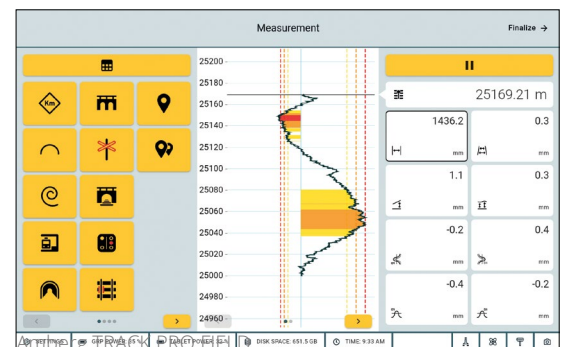 Measurement
Finalize →
Km
25200
25180
25160
25140
25120
25100
25080
25060
25040
25020
25000
24980
24960
25169.21 m
1436.2 mm
0.3 mm
1.1 mm
0.3 mm
-0.2 mm
0.4 mm
-0.4 mm
-0.2 mm
DISK SPACE: 651.5 GB
TIME: 9:33 AM